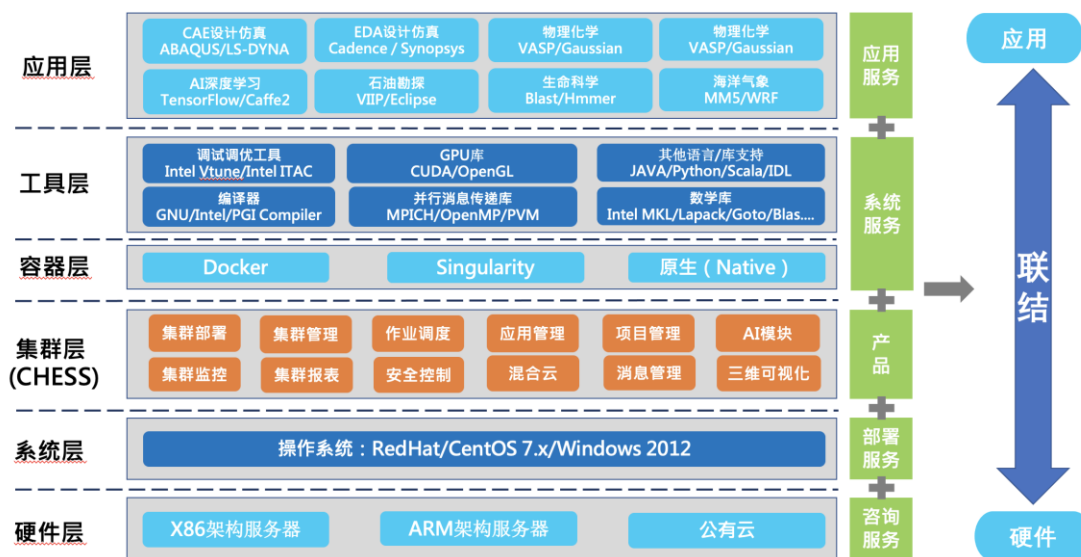 应用层
CAE设计仿真
ABAQUS/LS-DYNA
EDA设计仿真
Cadence / Synopsys
物理化学
VASP/Gaussian
物理化学
VASP/Gaussian
AI深度学习
TensorFlow/Caffe2
石油勘探
VIIP/Eclipse
生命科学
Blast/Hmmer
海洋气象
MM5/WRF
应用
服务
工具层
调试调优工具
Intel Vtune/Intel ITAC
GPU库
CUDA/OpenGL
其他语言/库支持
JAVA/Python/Scala/IDL
编译器
GNU/Intel/PGI Compiler
并行消息传递库
MPICH/OpenMP/PVM
数学库
Intel MKL/Lapack/Goto/Blas....
系统
服务
容器层
Docker
Singularity
原生（Native）
集群层
(CHESS)
集群部署
集群管理
作业调度
应用管理
项目管理
AI模块
集群监控
集群报表
安全控制
混合云
消息管理
三维可视化
产
品
系统层
操作系统：RedHat/CentOS 7.x/Windows 2012
部署
服务
硬件层
X86架构服务器
ARM架构服务器
公有云
咨询
服务
应用
联
结
硬件